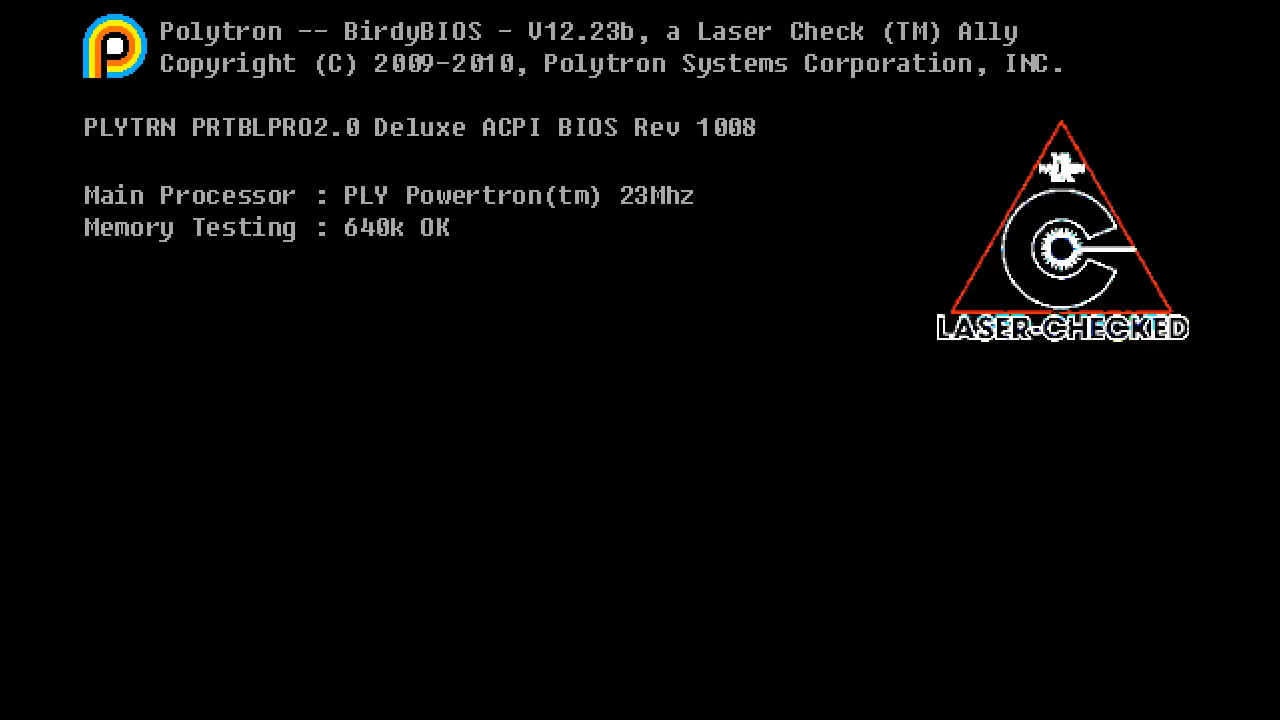 Polytron -- BirdyBIOS - V12.23b, a Laser Check (TM) Ally
Copyright (C) 2009-2010, Polytron Systems Corporation, INC.
PLYTRN PRTBLPRO2.0 Deluxe ACPI BIOS Rev 1008
Main Processor : PLY Powertron(tm) 23Mhz
Memory Testing : 640k OK
LASER-CHECKED